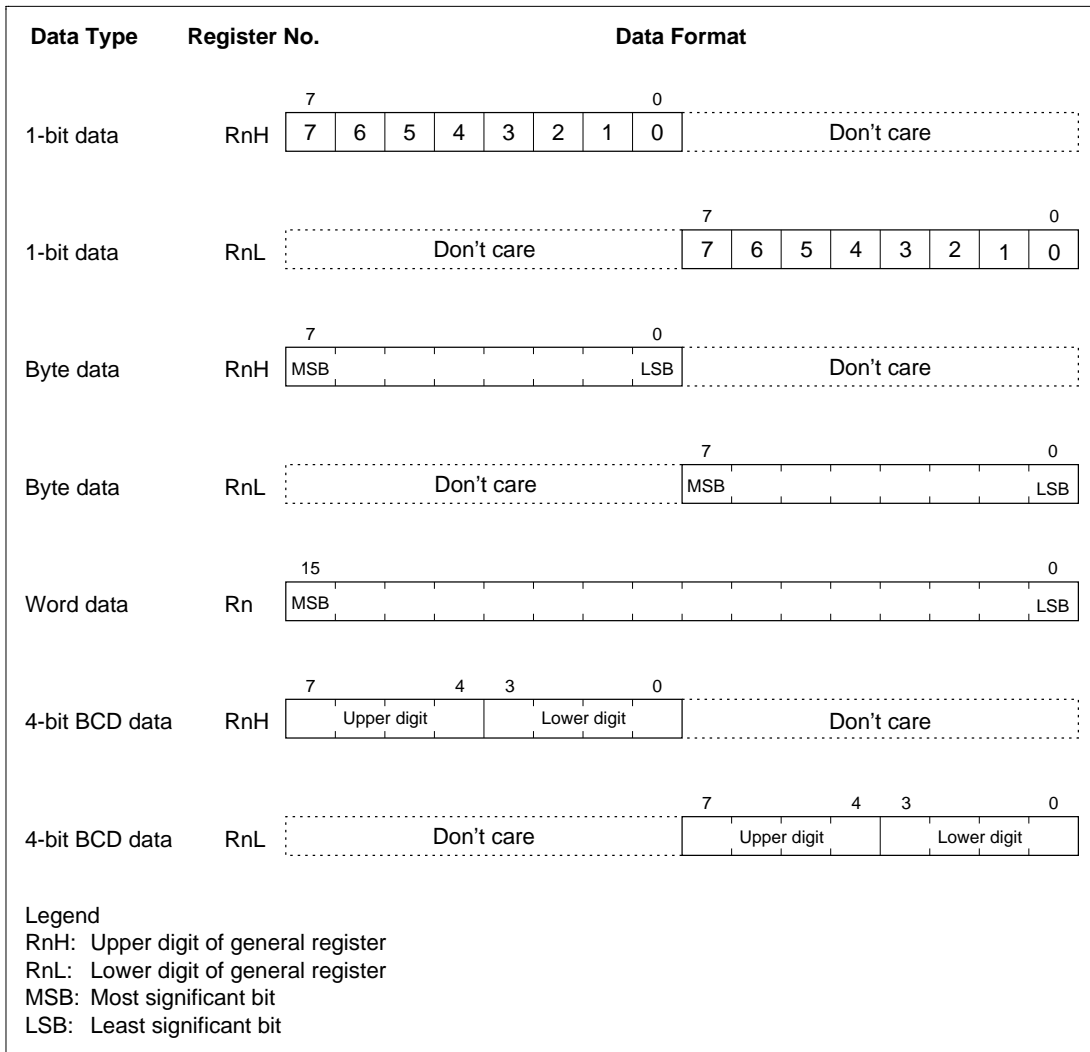 Data Type Register No. Data Format
7 0
1-bit data RnH 7 6 5 4 3 2 1 0 Don't care
7 0
1-bit data RnL Don't care 7 6 5 4 3 2 1 0
7 0
Byte data RnH MSB LSB Don't care
7 0
Byte data RnL Don't care MSB LSB
15 0
Word data Rn MSB LSB
7 4 3 0
4-bit BCD data RnH Upper digit Lower digit Don't care
7 4 3 0
4-bit BCD data RnL Don't care Upper digit Lower digit
Legend
RnH: Upper digit of general register
RnL: Lower digit of general register
MSB: Most significant bit
LSB: Least significant bit